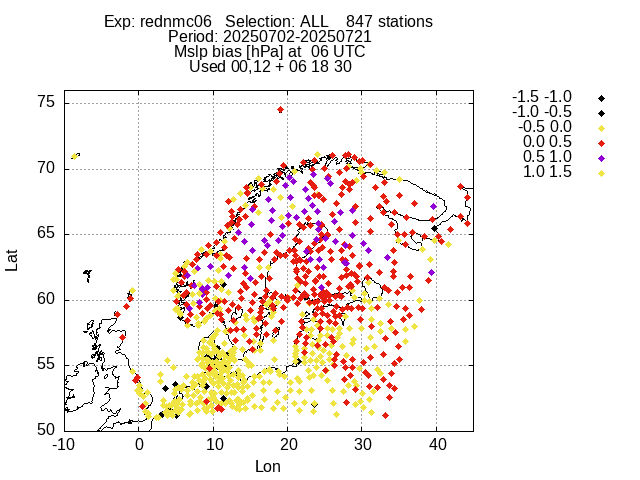 Exp: rednmc06   Selection: ALL    847 stations
Period: 20250702-20250721
Mslp bias [hPa] at  06 UTC
Used 00,12 + 06 18 30
-1.5 -1.0
-1.0 -0.5
-0.5 0.0
0.0 0.5
0.5 1.0
1.0 1.5
75
70
65
60
55
50
Lat
-10 0 10 20 30 40
Lon